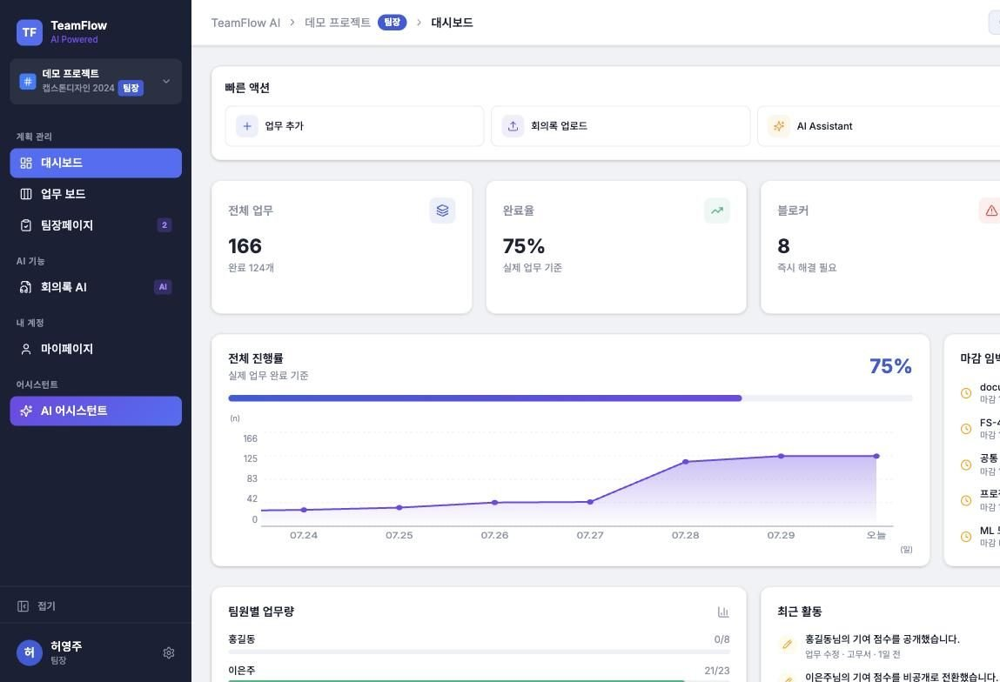 TF
TeamFlow
AI Powered
#
데모 프로젝트
캡스톤디자인 2024 팀장
계획 관리
대시보드
업무 보드
팀장페이지 2
AI 기능
회의록 AI AI
내 계정
마이페이지
어시스턴트
AI 어시스턴트
접기
허
허영주
팀장
TeamFlow AI > 데모 프로젝트 팀장 > 대시보드
빠른 액션
업무 추가
회의록 업로드
AI Assistant
전체 업무
166
완료 124개
완료율
75%
실제 업무 기준
블로커
8
즉시 해결 필요
전체 진행률
실제 업무 완료 기준
75%
(n)
166
125
83
42
0
07.24 07.25 07.26 07.27 07.28 07.29 오늘
(일)
마감 임
docu
마감
FS-4
마감
공통
마감
프로
마감
ML
마감
팀원별 업무량
홍길동 0/8
이은주 21/23
최근 활동
홍길동님의 기여 점수를 공개했습니다.
업무 수정 · 고무서 · 1일 전
이은주님의 기여 점수를 비공개로 전환했습니다.